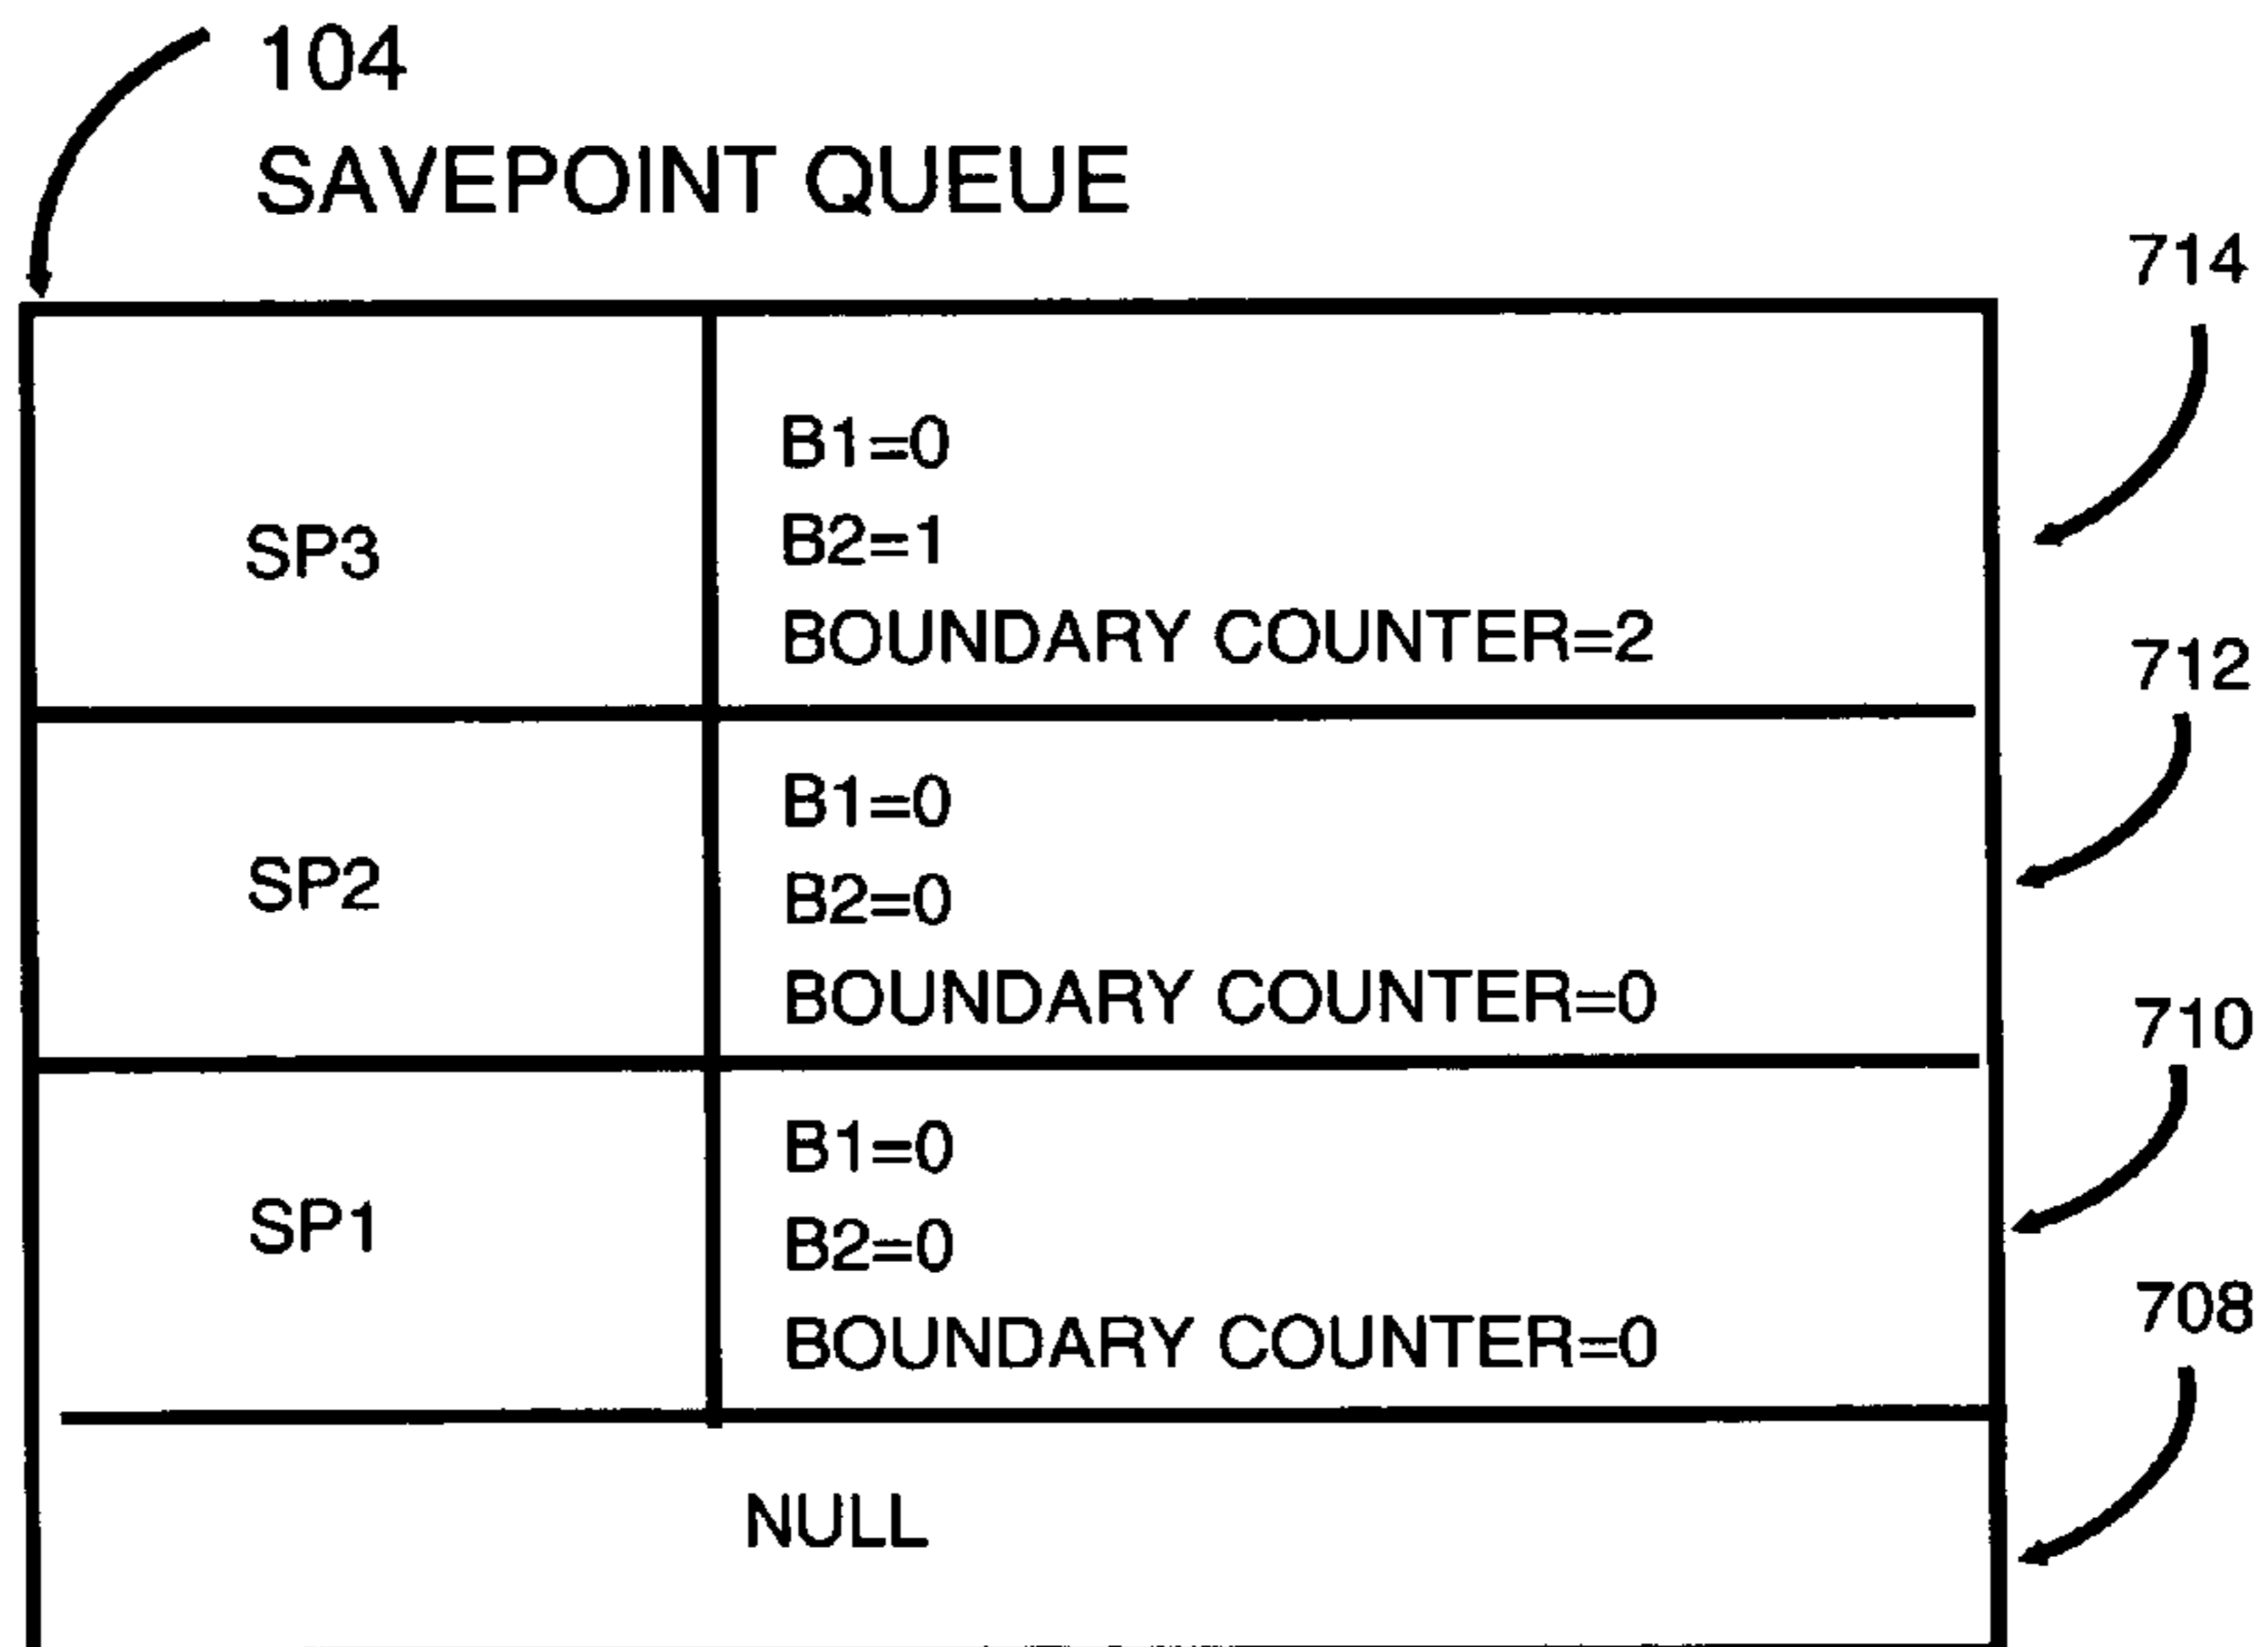 104
SAVEPOINT QUEUE
714
B1=0
SP3
B2=1
BOUNDARY COUNTER=2
712
B1=0
SP2
B2=0
BOUNDARY COUNTER=0
710
B1=0
SP1
B2=0
BOUNDARY COUNTER=0
708
NULL